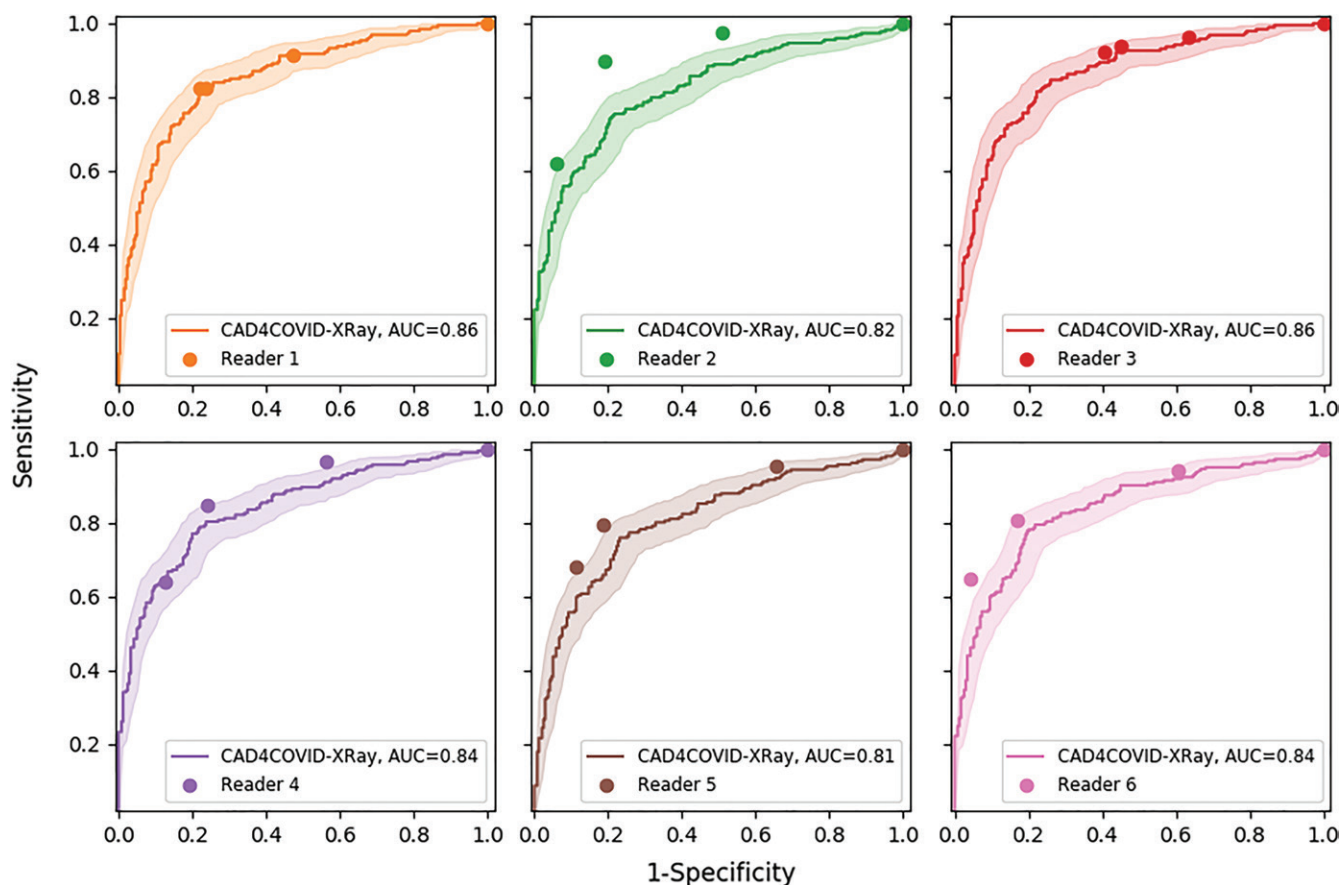 1.0
0.8
0.6
0.4
0.2
CAD4COVID-XRay, AUC=0.86
Reader 1
0.0 0.2 0.4 0.6 0.8 1.0
CAD4COVID-XRay, AUC=0.82
Reader 2
0.0 0.2 0.4 0.6 0.8 1.0
CAD4COVID-XRay, AUC=0.86
Reader 3
0.0 0.2 0.4 0.6 0.8 1.0
Sensitivity
1.0
0.8
0.6
0.4
0.2
CAD4COVID-XRay, AUC=0.84
Reader 4
0.0 0.2 0.4 0.6 0.8 1.0
CAD4COVID-XRay, AUC=0.81
Reader 5
0.0 0.2 0.4 0.6 0.8 1.0
CAD4COVID-XRay, AUC=0.84
Reader 6
0.0 0.2 0.4 0.6 0.8 1.0
1-Specificity